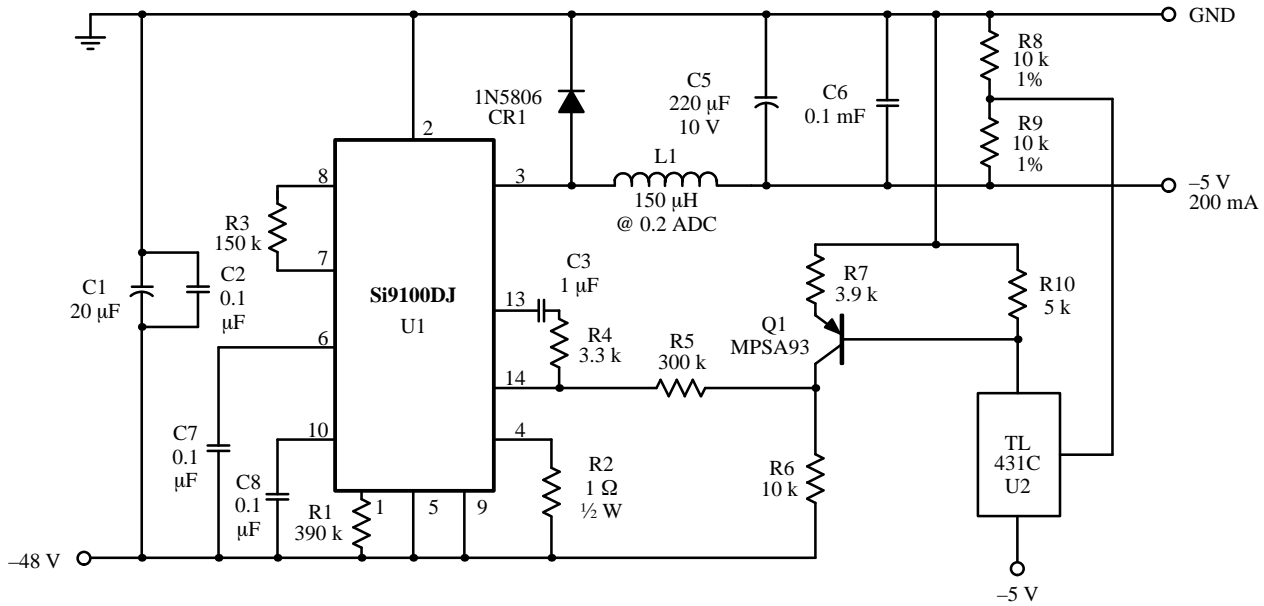 GND
R8
10 k
1%
1N5806
CR1
C5
220 µF
10 V
C6
0.1 mF
R9
10 k
1%
2
L1
8
3
150 µH
@ 0.2 ADC
–5 V
200 mA
R3
150 k
7
C1
20 µF
C2
0.1
µF
Si9100DJ
U1
C3
1 µF
13
R7
3.9 k
R10
5 k
6
R4
3.3 k
R5
300 k
Q1
MPSA93
14
C7
0.1
µF
10
4
TL
431C
U2
C8
0.1
µF
R2
1 Ω
½ W
R6
10 k
R1
390 k
1
5
9
–48 V
–5 V